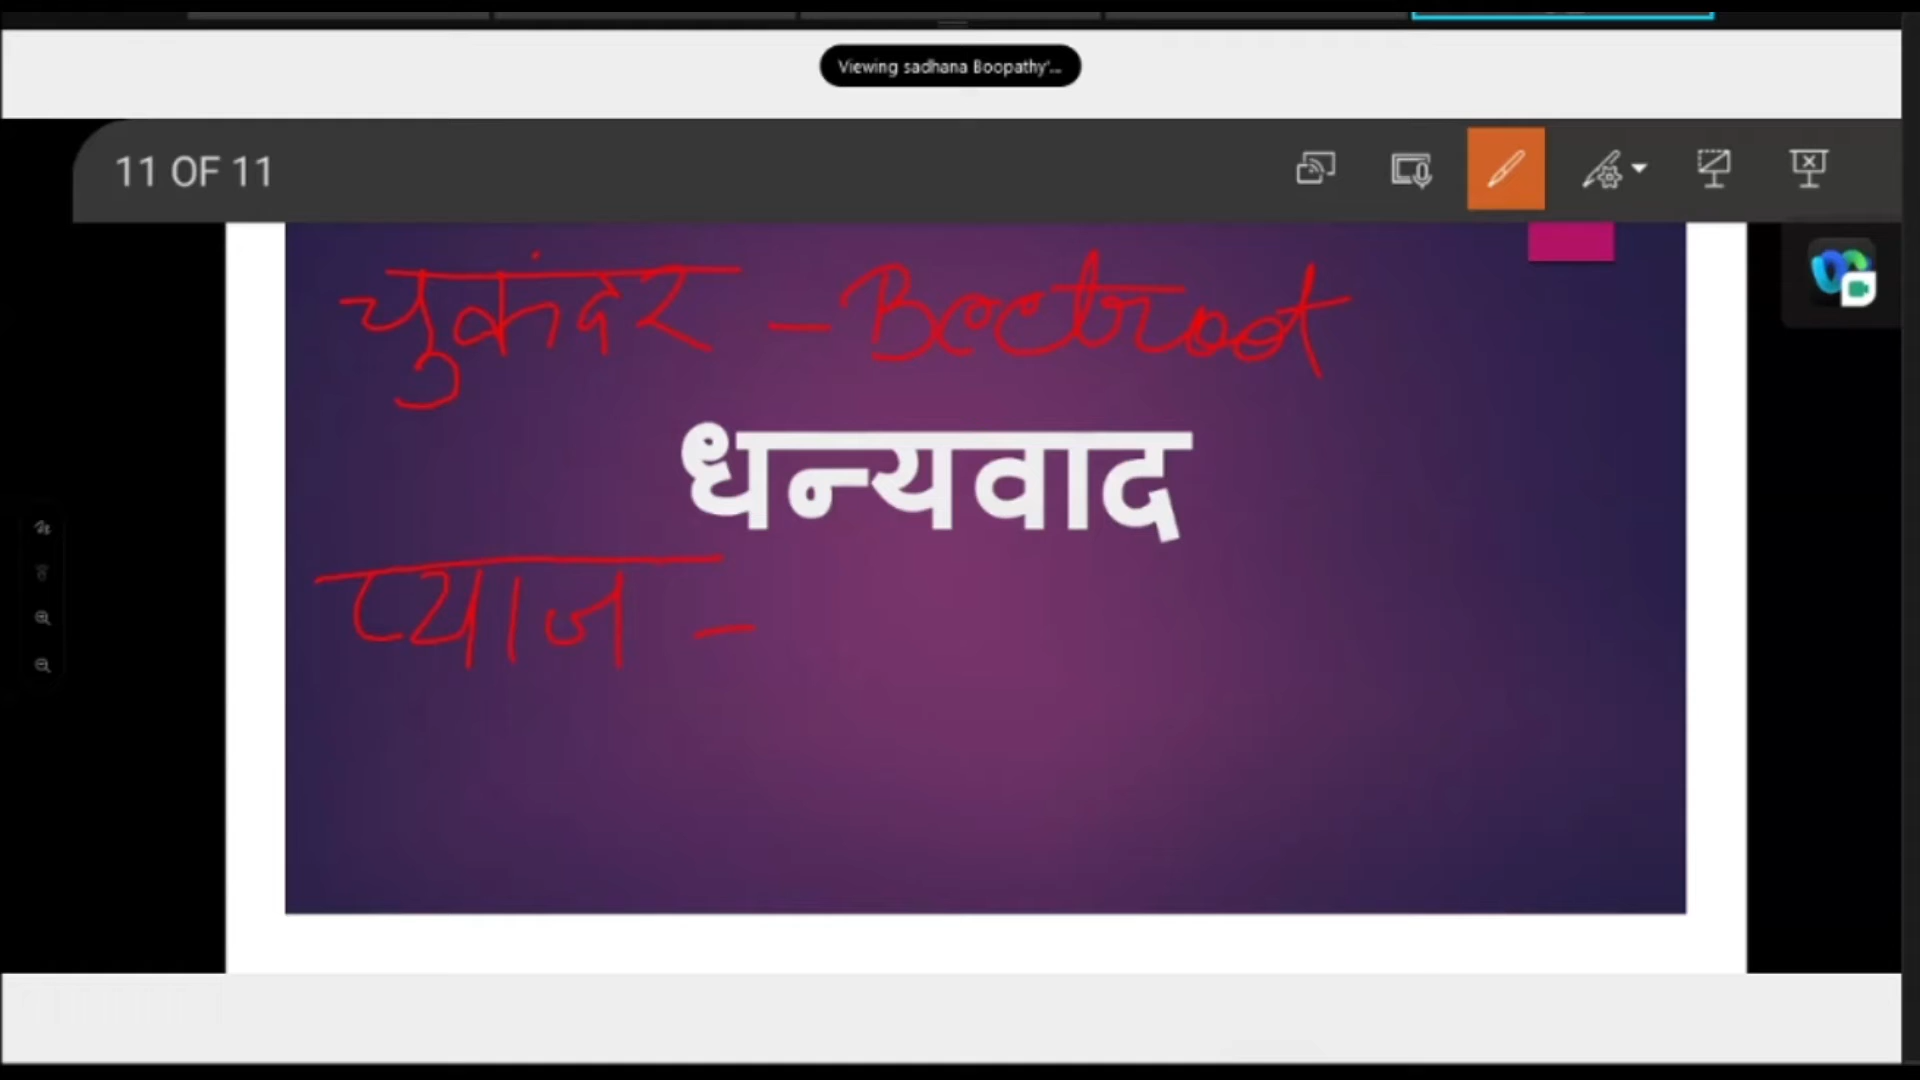 Viewing sadhana Boopathy'...
11 OF 11
चुकंदर - Beetroot
धन्यवाद
प्याज -